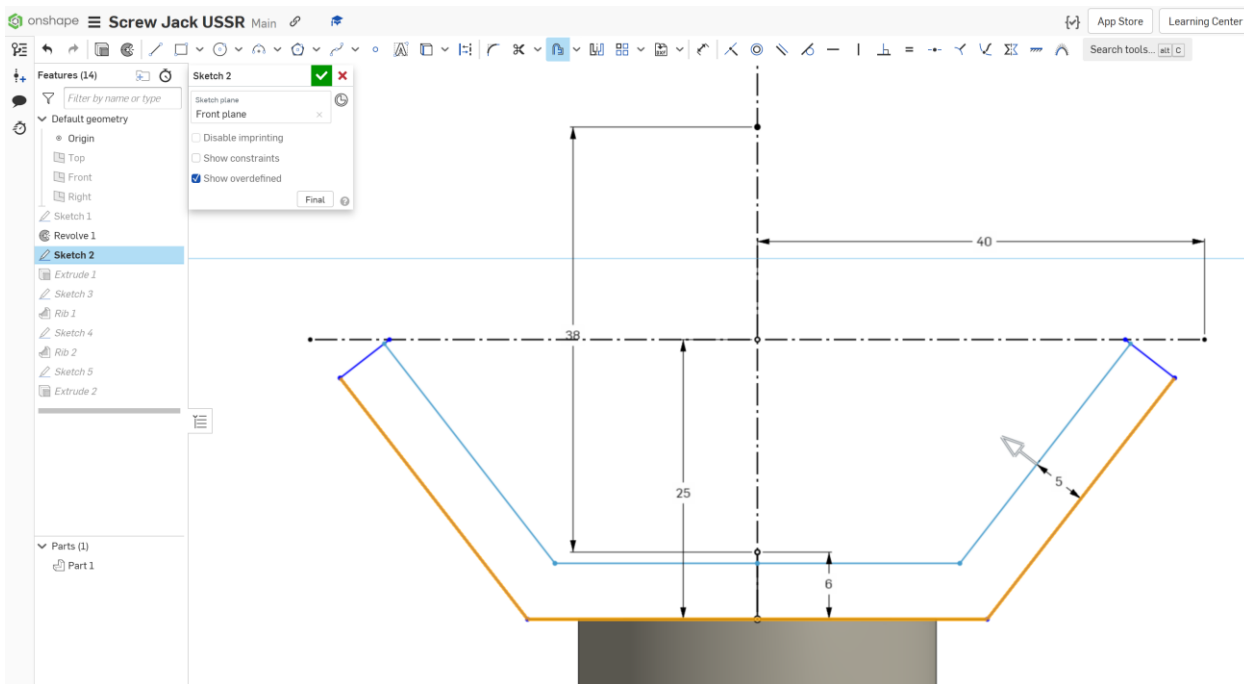 onshape Screw Jack USSR Main App Store Learning Center
Search tools... alt C
Features (14)
Filter by name or type
Default geometry
Origin
Top
Front
Right
Sketch 1
Revolve 1
Sketch 2
Extrude 1
Sketch 3
Rib 1
Sketch 4
Rib 2
Sketch 5
Extrude 2
Parts (1)
Part 1
Sketch 2
Sketch plane
Front plane
Disable imprinting
Show constraints
Show overdefined
Final
40
38
25
5
6